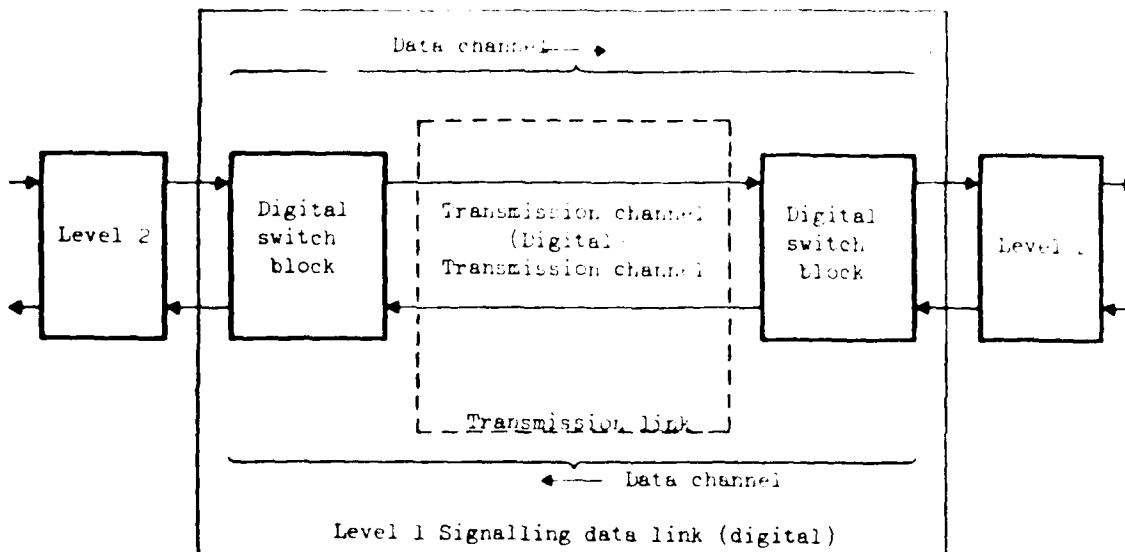 Data channel
Level 2
Digital
switch
block
Transmission channel
(Digital
Transmission channel
Digital
switch
block
Level
Transmission link
Data channel
Level 1 Signalling data link (digital)